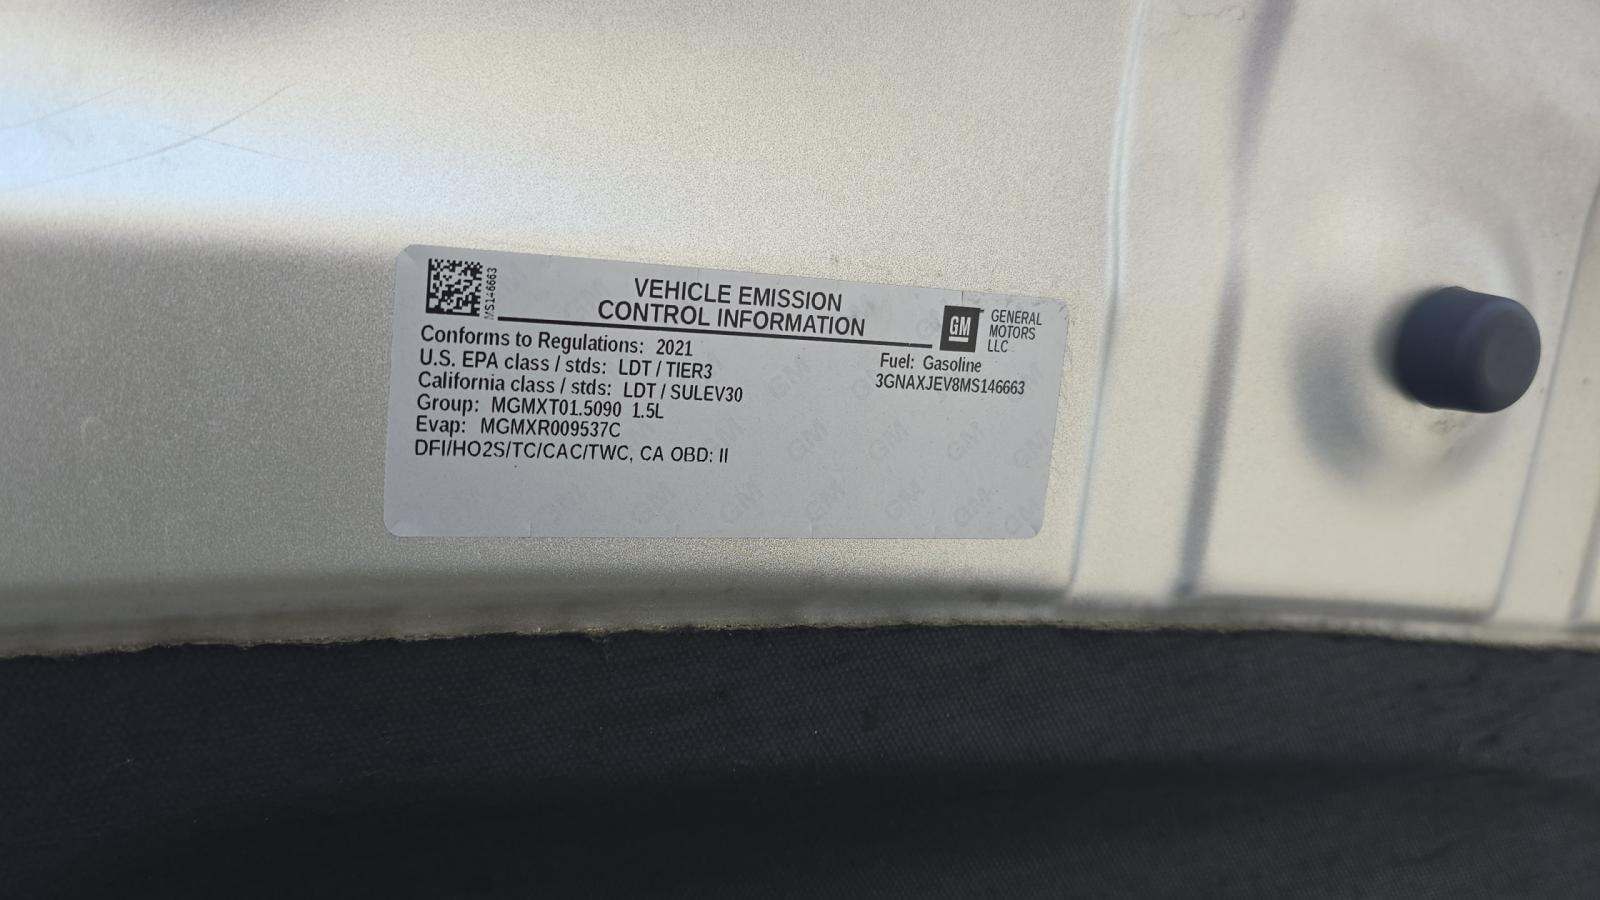 MS146663
VEHICLE EMISSION
CONTROL INFORMATION
GM
GENERAL
MOTORS
LLC
Conforms to Regulations: 2021
U.S. EPA class / stds: LDT / TIER3
California class / stds: LDT / SULEV30
Group: MGMXT01.5090 1.5L
Evap: MGMXR009537C
DFI/HO2S/TC/CAC/TWC, CA OBD: II
Fuel: Gasoline
3GNAXJEV8MS146663